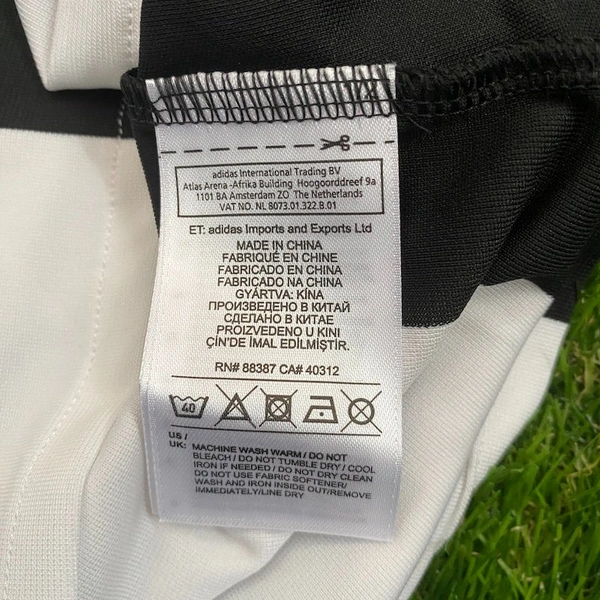 adidas International Trading BV
Atlas Arena -Afrika Building Hoogoorddreef 9a
1101 BA Amsterdam ZO The Netherlands
VAT NO. NL 8073.01.322.B.01
ET: adidas Imports and Exports Ltd
MADE IN CHINA
FABRIQUÉ EN CHINE
FABRICADO EN CHINA
FABRICADO NA CHINA
GYÁRTVA: KÍNA
ПРОИЗВЕДЕНО В КИТАЙ
СДЕЛАНО В КИТАЕ
PROIZVEDENO U KINI
ÇİN'DE İMAL EDİLMİŞTİR.
RN# 88387 CA# 40312
40
US /
UK: MACHINE WASH WARM / DO NOT
BLEACH / DO NOT TUMBLE DRY / COOL
IRON IF NEEDED / DO NOT DRY CLEAN
DO NOT USE FABRIC SOFTENER/
WASH AND IRON INSIDE OUT/REMOVE
IMMEDIATELY/LINE DRY